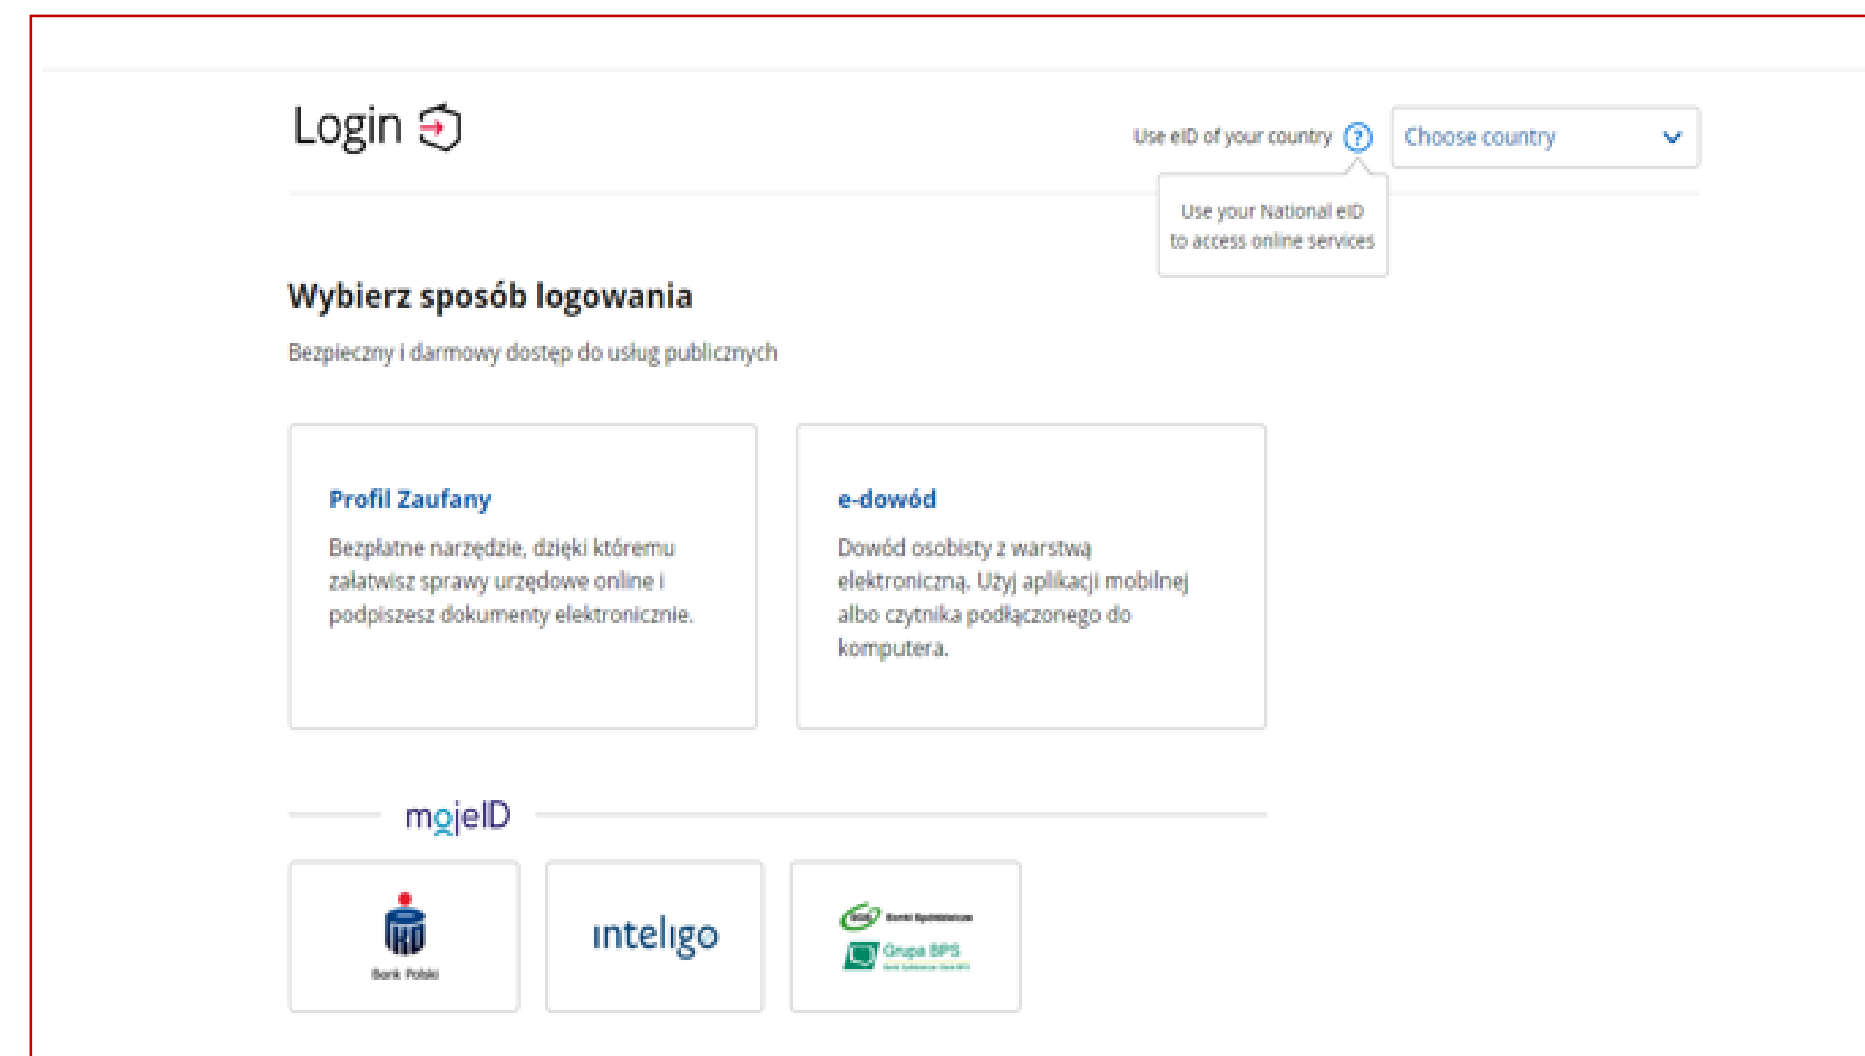 Login
Use eID of your country ?
Choose country
Use your National eID
to access online services
Wybierz sposób logowania
Bezpieczny i darmowy dostęp do usług publicznych
Profil Zaufany
Bezpłatne narzędzie, dzięki któremu
załatwisz sprawy urzędowe online i
podpiszesz dokumenty elektronicznie.
e-dowód
Dowód osobisty z warstwą
elektroniczną. Użyj aplikacji mobilnej
albo czytnika podłączonego do
komputera.
mojeID
Bank Polski
inteligo
Banki Spółdzielcze
Grupa BPS